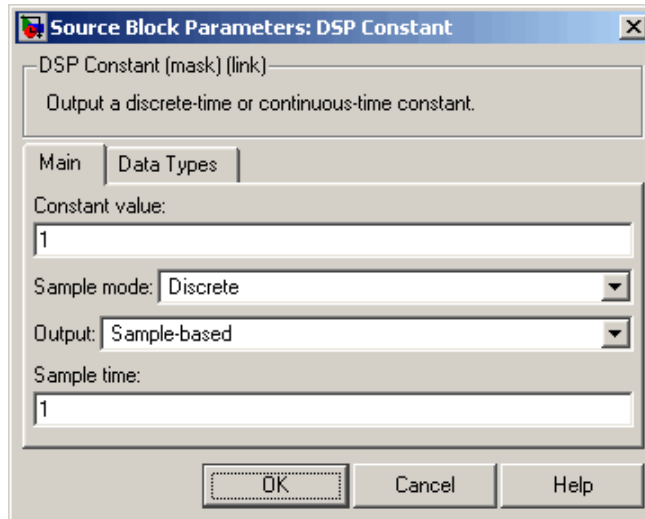 Source Block Parameters: DSP Constant
DSP Constant (mask) (link)
Output a discrete-time or continuous-time constant.
Main Data Types
Constant value:
1
Sample mode: Discrete
Output: Sample-based
Sample time:
1
OK Cancel Help